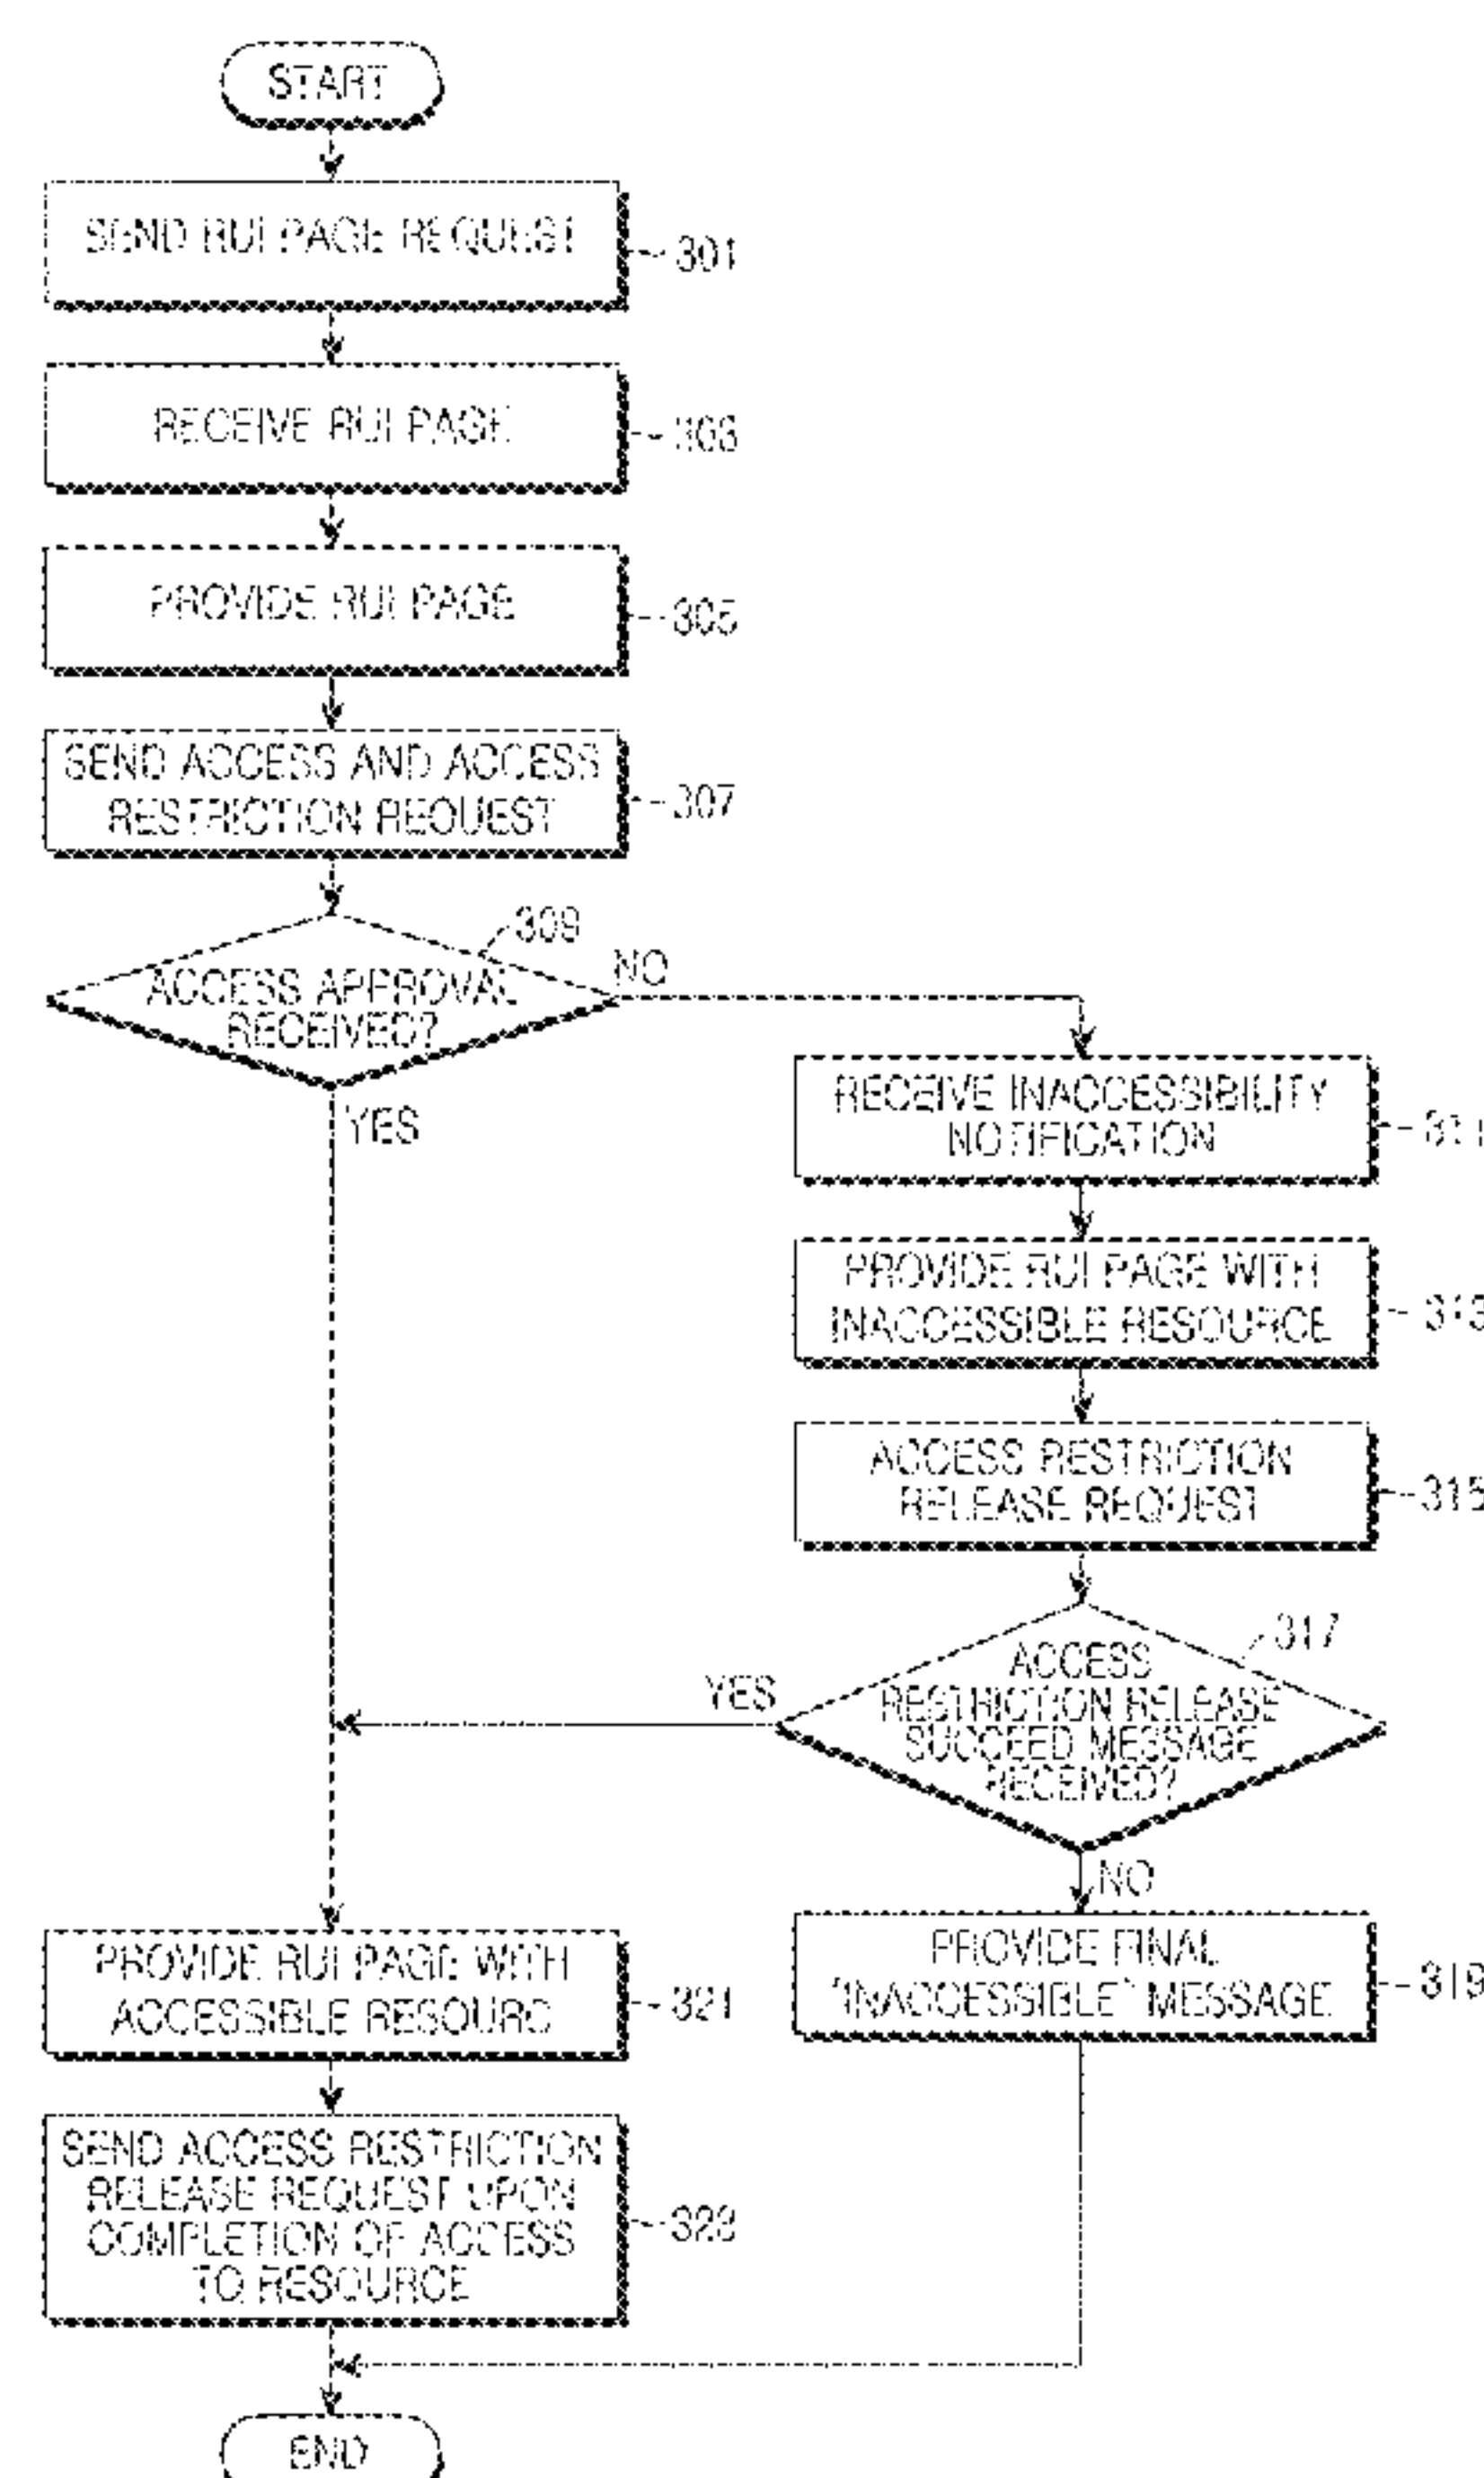 START
SEND RUI PAGE REQUEST
301
RECEIVE RUI PAGE
303
PROVIDE RUI PAGE
305
SEND ACCESS AND ACCESS
RESTRICTION REQUEST
307
309
ACCESS APPROVAL
RECEIVED?
NO
YES
RECEIVE INACCESSIBILITY
NOTIFICATION
311
PROVIDE RUI PAGE WITH
INACCESSIBLE RESOURCE
313
ACCESS RESTRICTION
RELEASE REQUEST
315
317
ACCESS
RESTRICTION RELEASE
SUCCEED MESSAGE
RECEIVED?
YES
NO
PROVIDE FINAL
"INACCESSIBLE" MESSAGE
319
PROVIDE RUI PAGE WITH
ACCESSIBLE RESOURC
321
SEND ACCESS RESTRICTION
RELEASE REQUEST UPON
COMPLETION OF ACCESS
TO RESOURCE
323
END